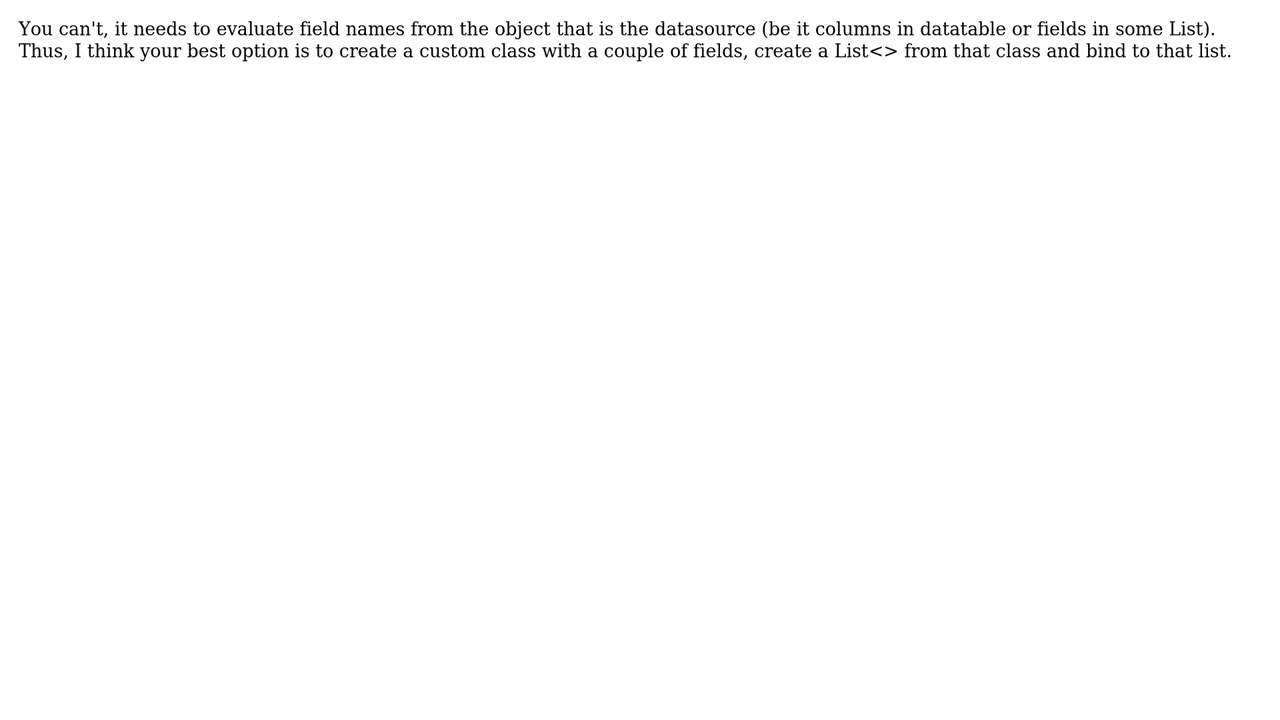 You can't, it needs to evaluate field names from the object that is the datasource (be it columns in datatable or fields in some List).
Thus, I think your best option is to create a custom class with a couple of fields, create a List<> from that class and bind to that list.